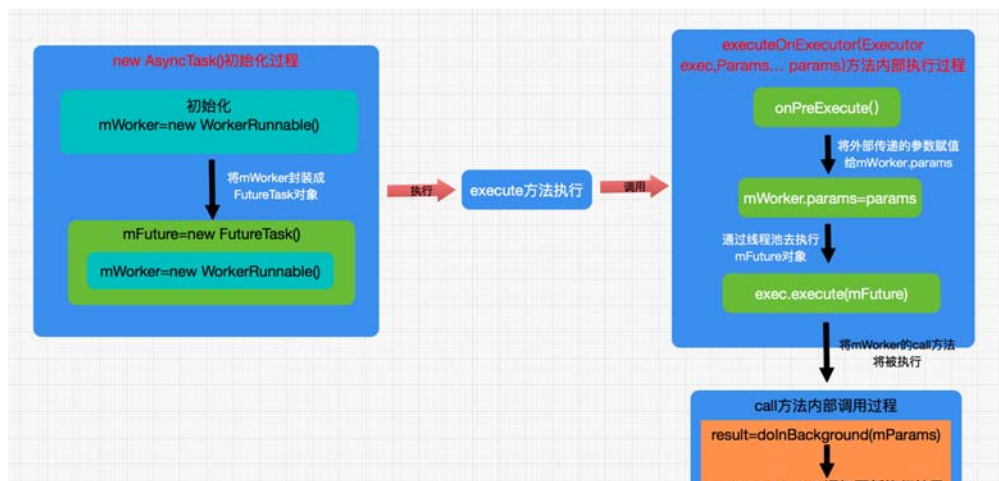 new AsyncTask()初始化过程
初始化
mWorker=new WorkerRunnable()
将mWorker封装成
FutureTask对象
mFuture=new FutureTask()
mWorker=new WorkerRunnable()
执行
execute方法执行
调用
executeOnExecutor(Executor
exec,Params... params)方法内部执行过程
onPreExecute()
将外部传递的参数赋值
给mWorker.params
mWorker.params=params
通过线程池去执行
mFuture对象
exec.execute(mFuture)
将mWorker的call方法
将被执行
call方法内部调用过程
result=doInBackground(mParams)